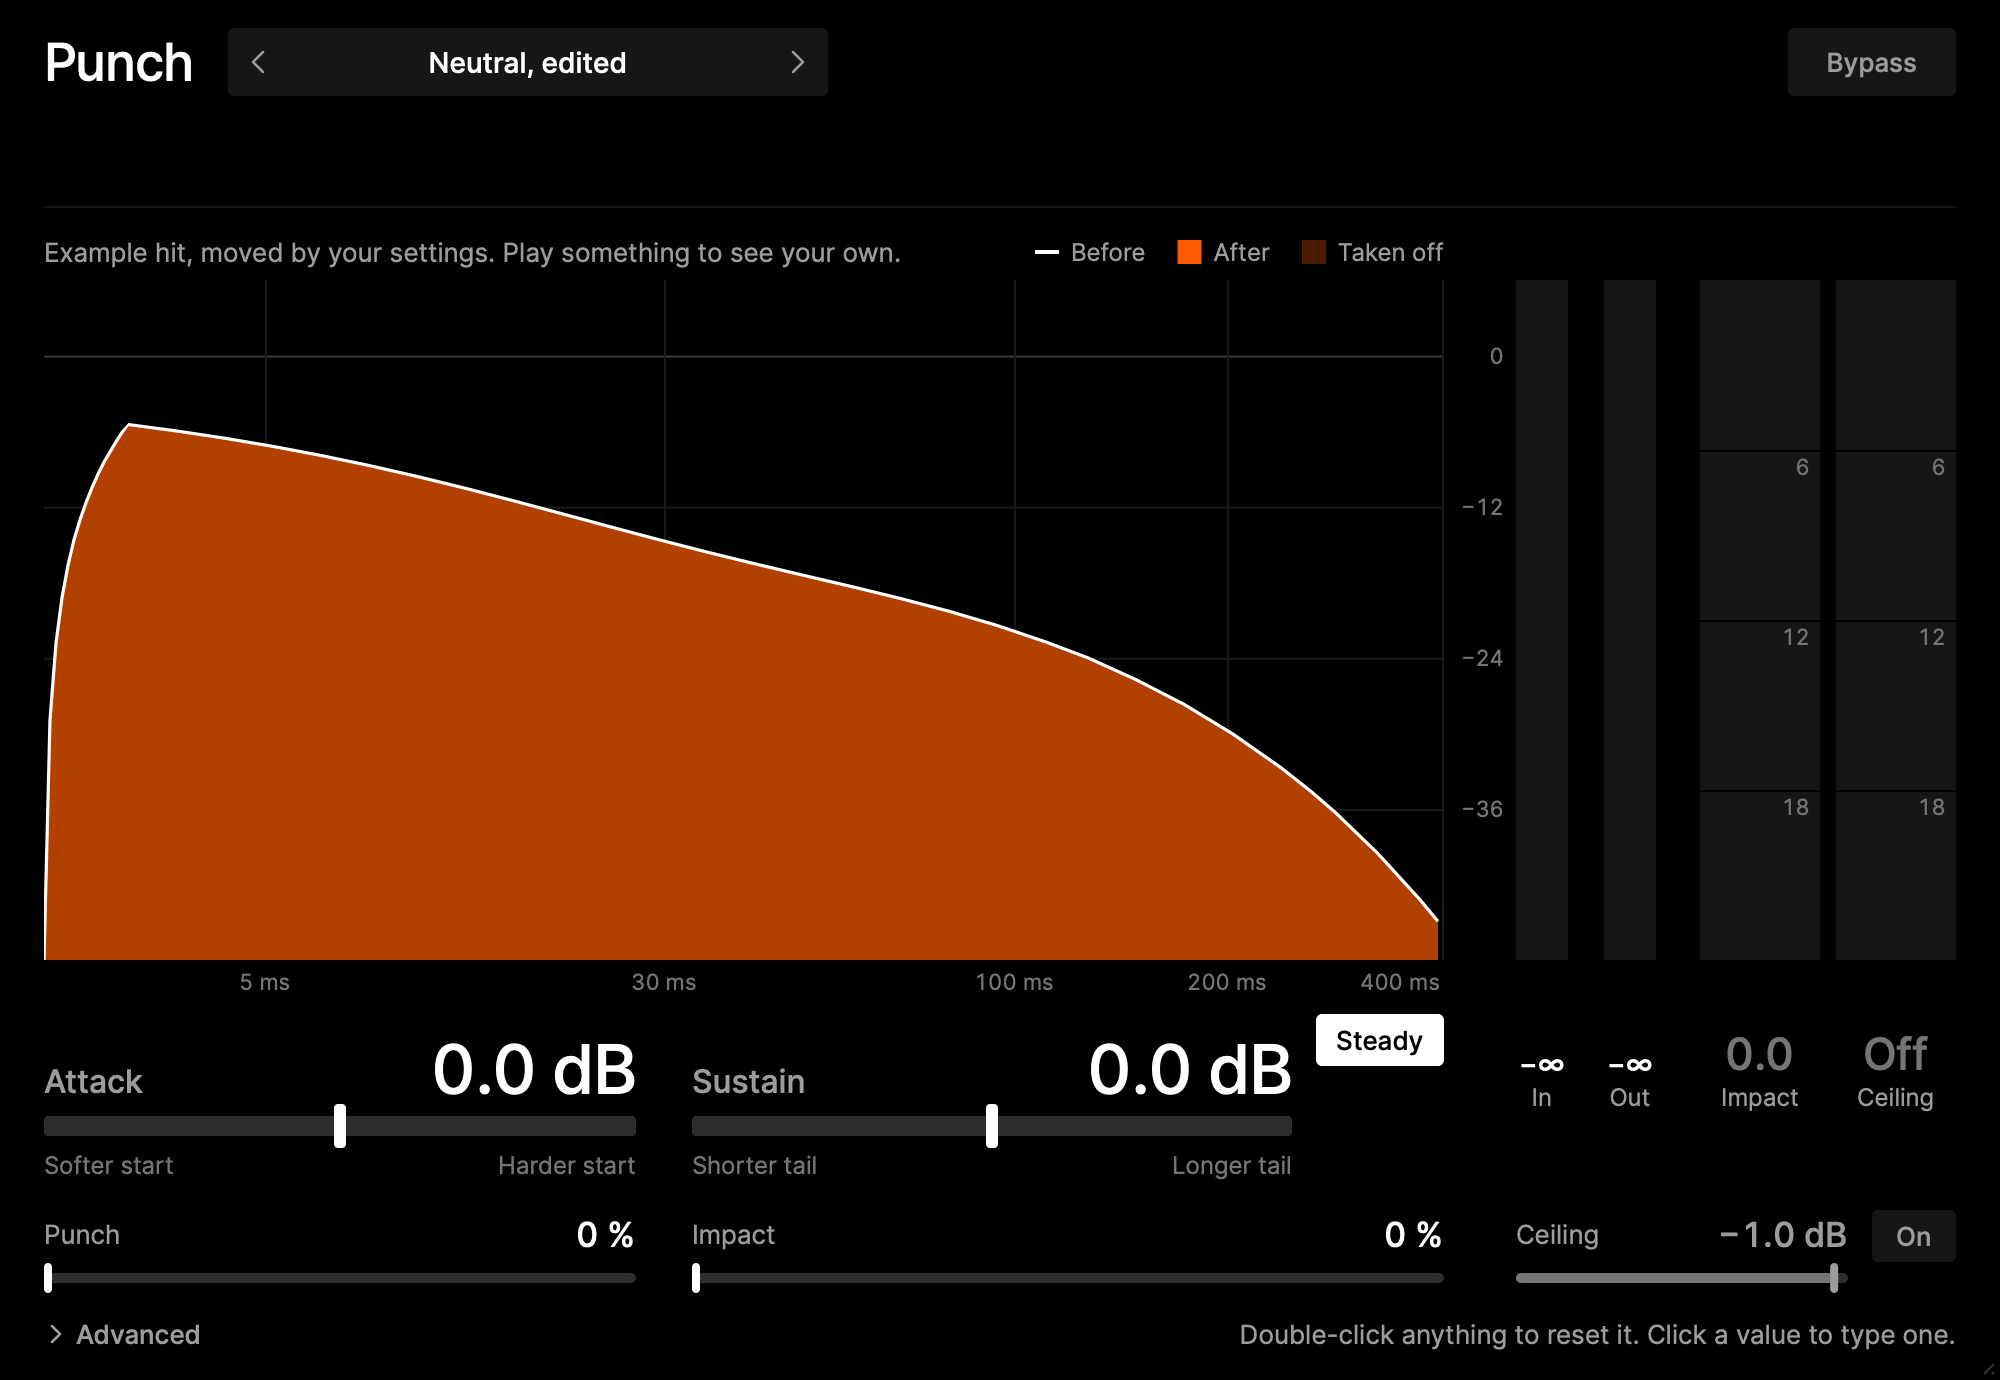 Punch
Neutral, edited
Bypass
Example hit, moved by your settings. Play something to see your own.
Before
After
Taken off
0
−12
−24
−36
6
6
12
12
18
18
5 ms
30 ms
100 ms
200 ms
400 ms
Attack
0.0 dB
Softer start
Harder start
Sustain
0.0 dB
Steady
Shorter tail
Longer tail
−∞
In
−∞
Out
0.0
Impact
Off
Ceiling
Punch
0 %
Impact
0 %
Ceiling
−1.0 dB
On
Advanced
Double-click anything to reset it. Click a value to type one.